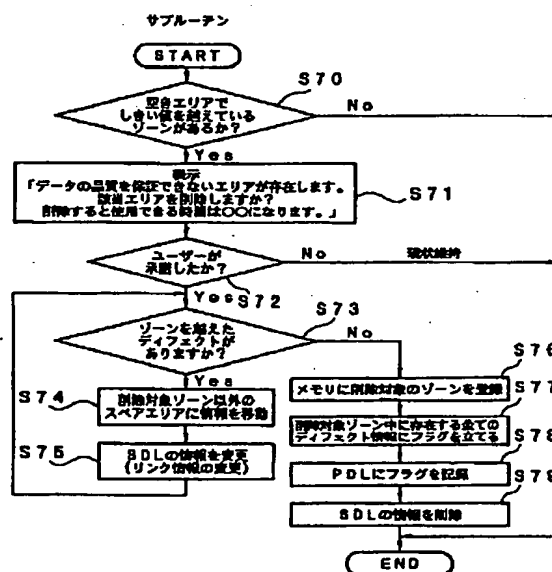 サブルーチン
START
S70
空きエリアで
しきい値を越えている
ゾーンがあるか?
No
Yes
表示
「データの品質を保証できないエリアが存在します。
該当エリアを削除しますか?
削除すると使用できる時間は〇〇になります。」
S71
ユーザーが
承諾したか?
No
現状維持
S72
Yes
S73
ゾーンを越えた
ディフェクトが
ありますか?
No
Yes
S74
削除対象ゾーン以外の
スペアエリアに情報を移動
S75
SDLの情報を変更
(リンク情報の変更)
S76
メモリに削除対象のゾーンを登録
S77
削除対象ゾーン中に存在する全ての
ディフェクト情報にフラグを立てる
S78
PDLにフラグを記録
S79
SDLの情報を削除
END